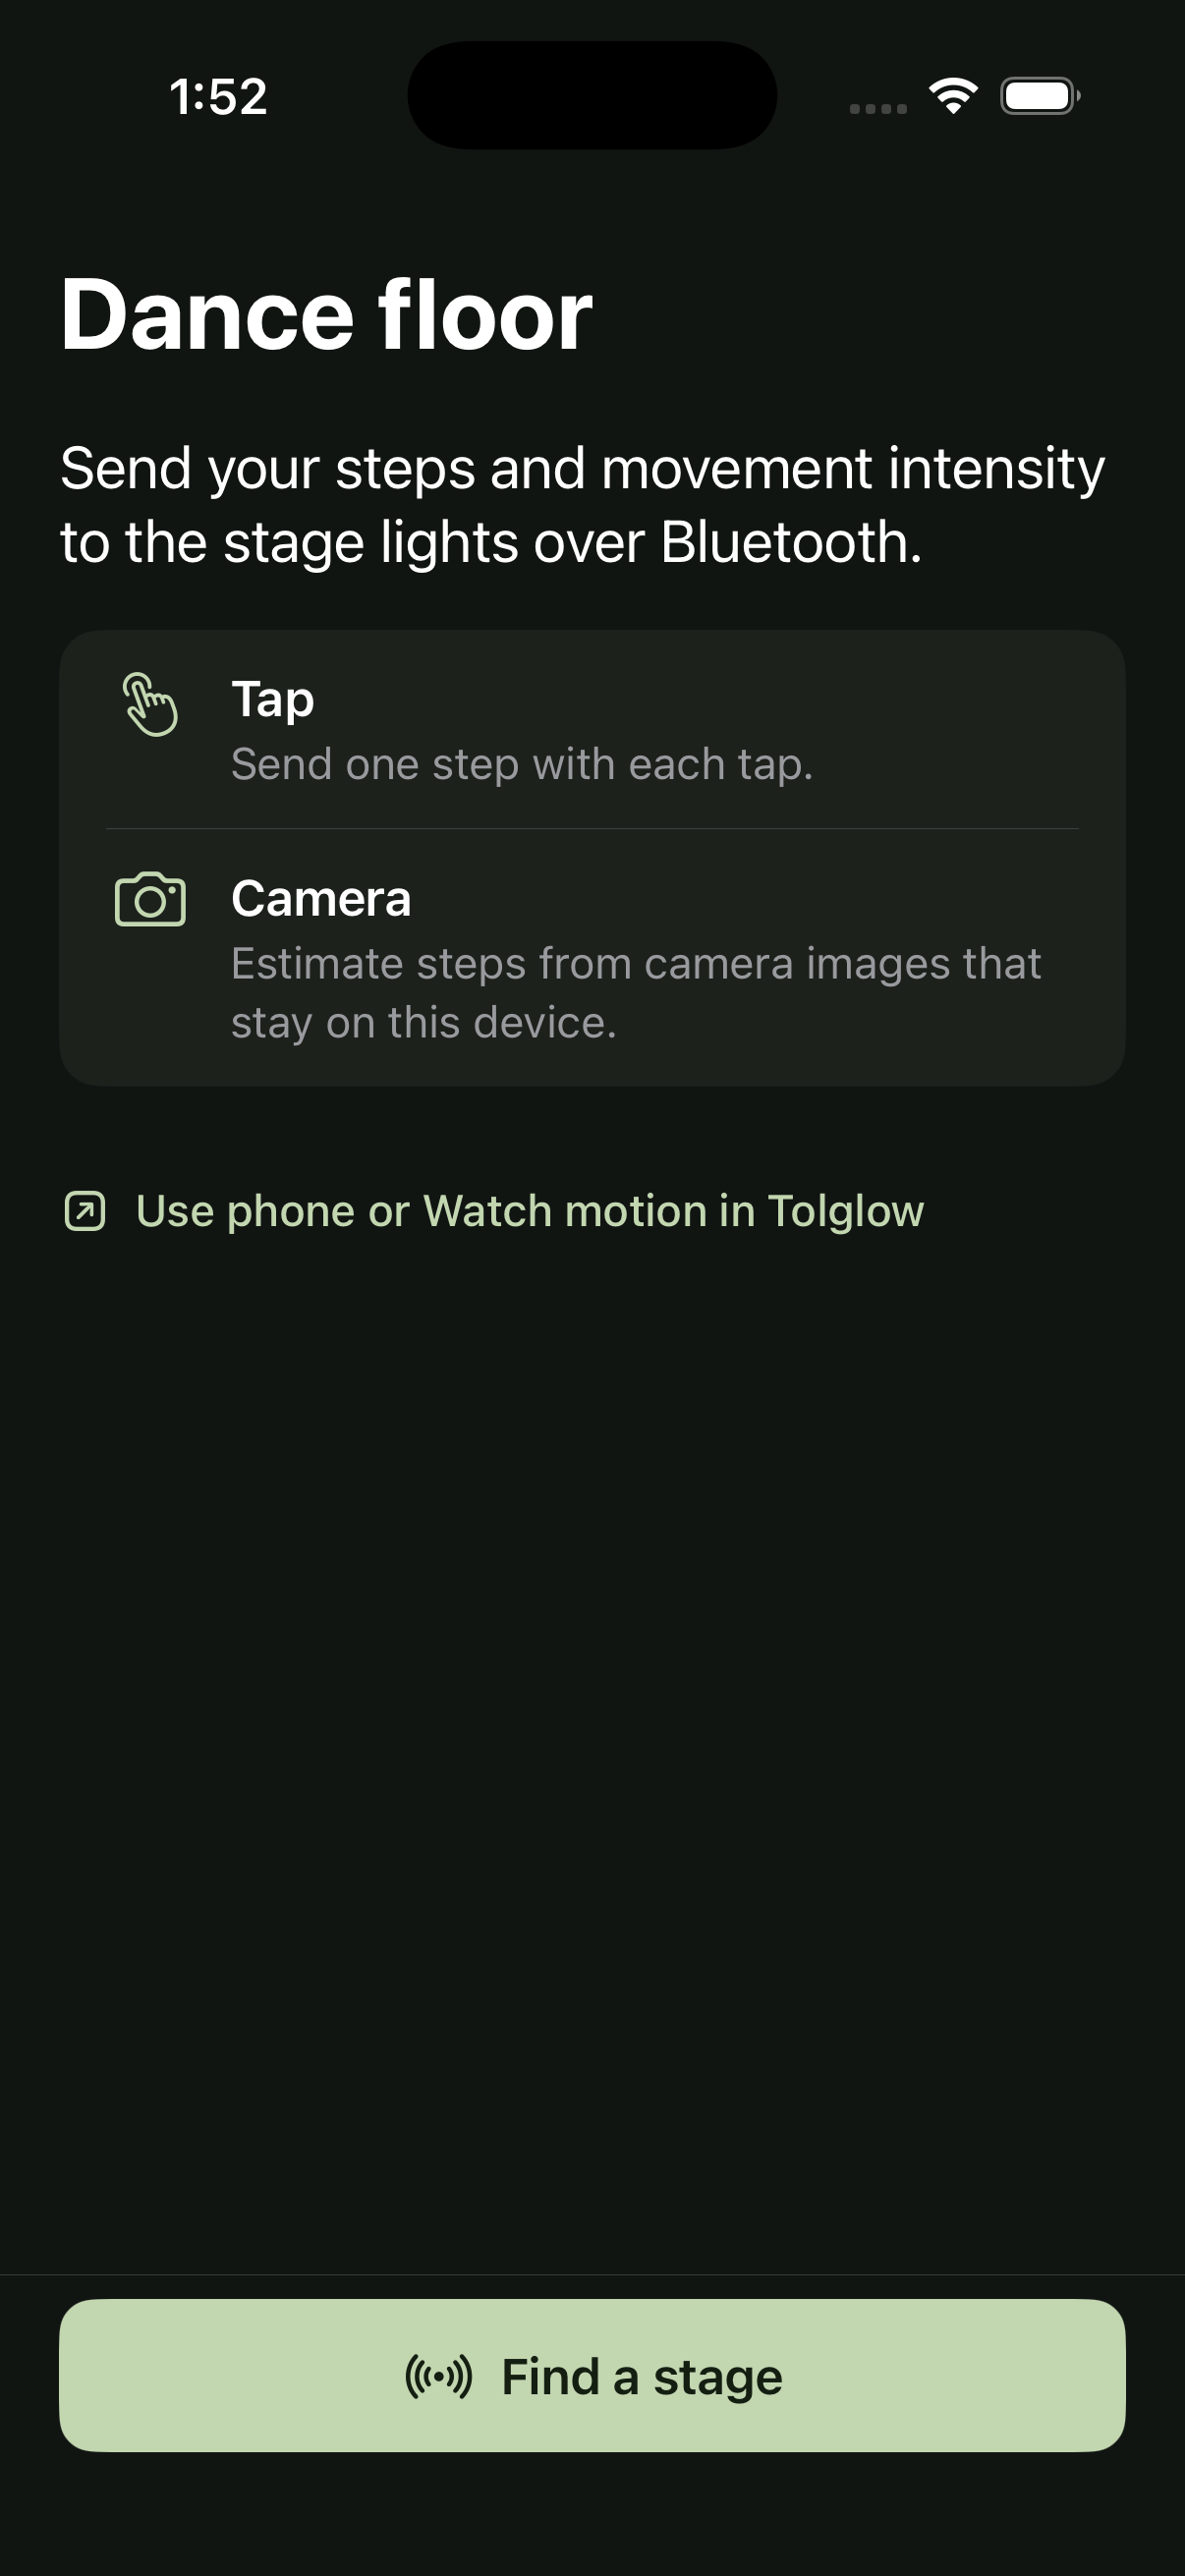 1:52
Dance floor
Send your steps and movement intensity
to the stage lights over Bluetooth.
Tap
Send one step with each tap.
Camera
Estimate steps from camera images that
stay on this device.
Use phone or Watch motion in Tolglow
Find a stage